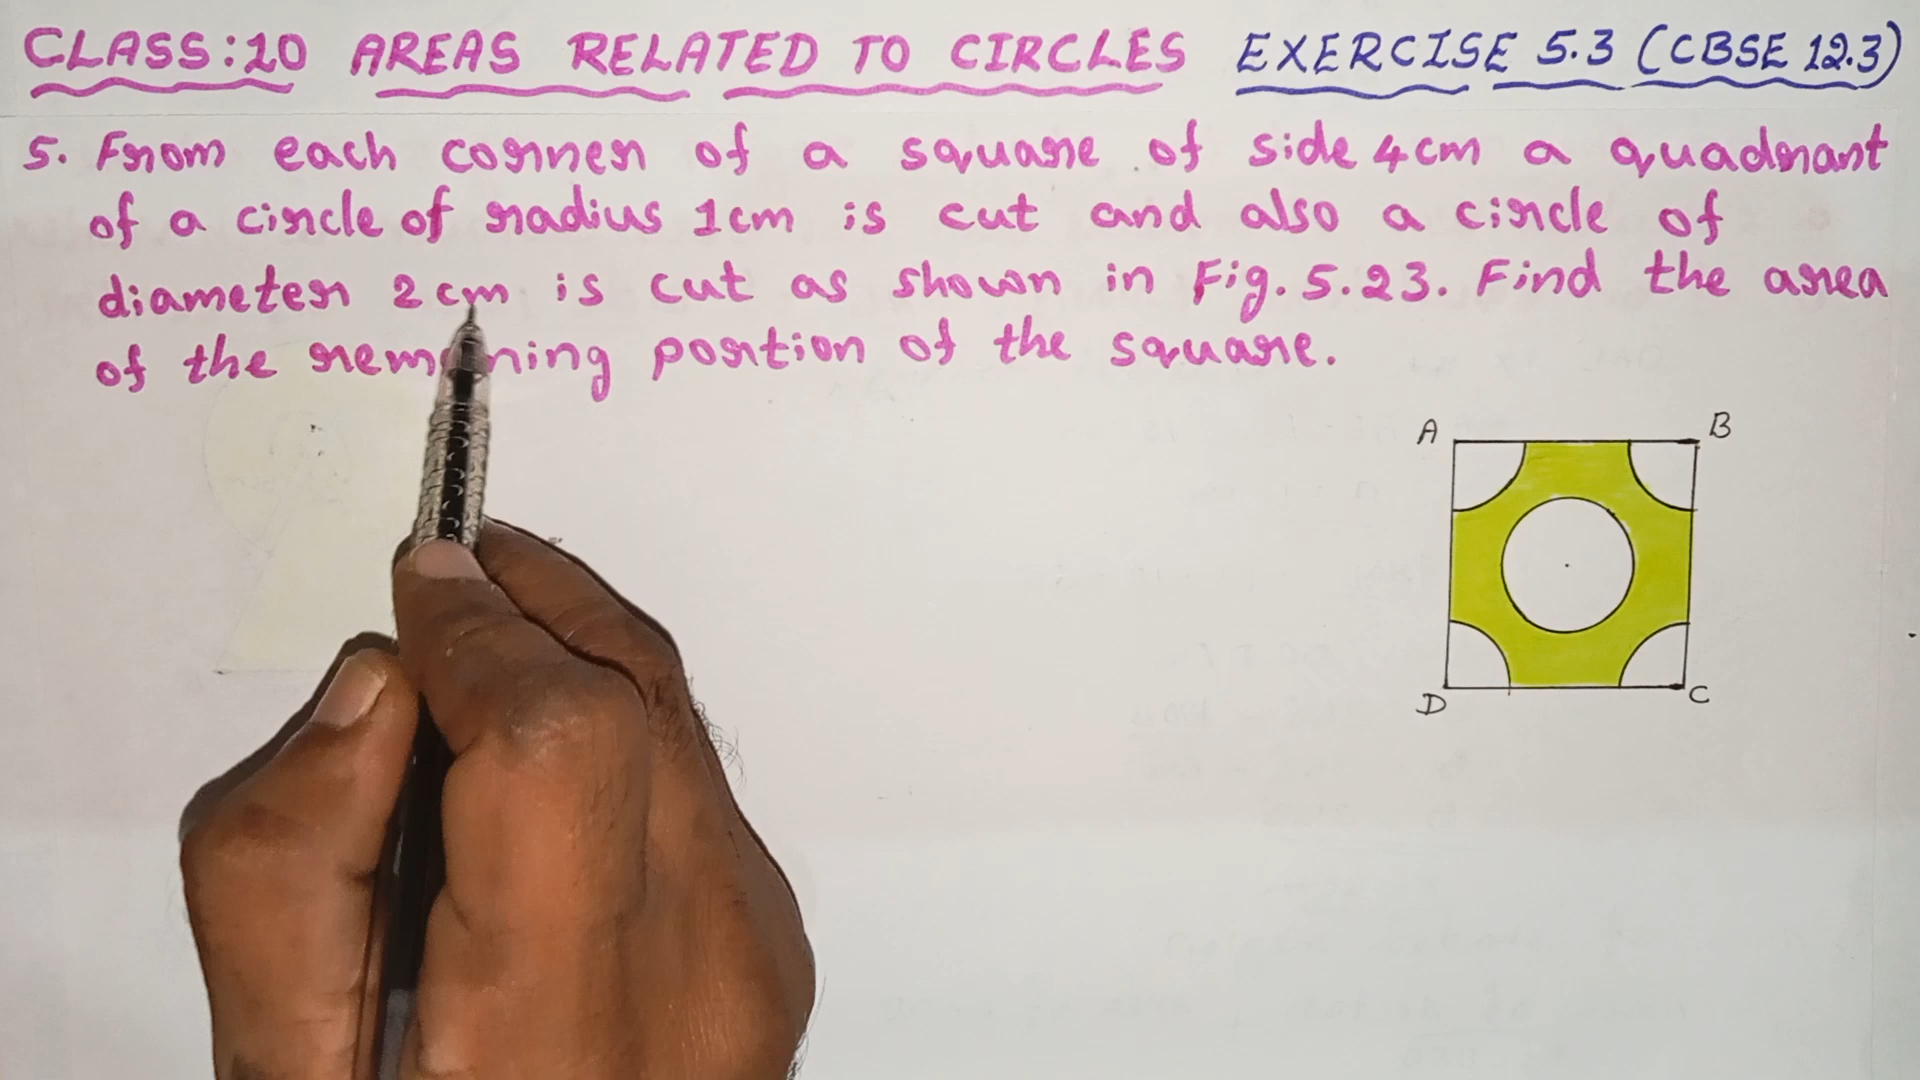 CLASS:10 AREAS RELATED TO CIRCLES EXERCISE 5.3 (CBSE 12.3)
5. From each corner of a square of side 4cm a quadrant
of a circle of radius 1cm is cut and also a circle of
diameter 2cm is cut as shown in Fig. 5.23. Find the area
of the portion of the square.
A B
D C